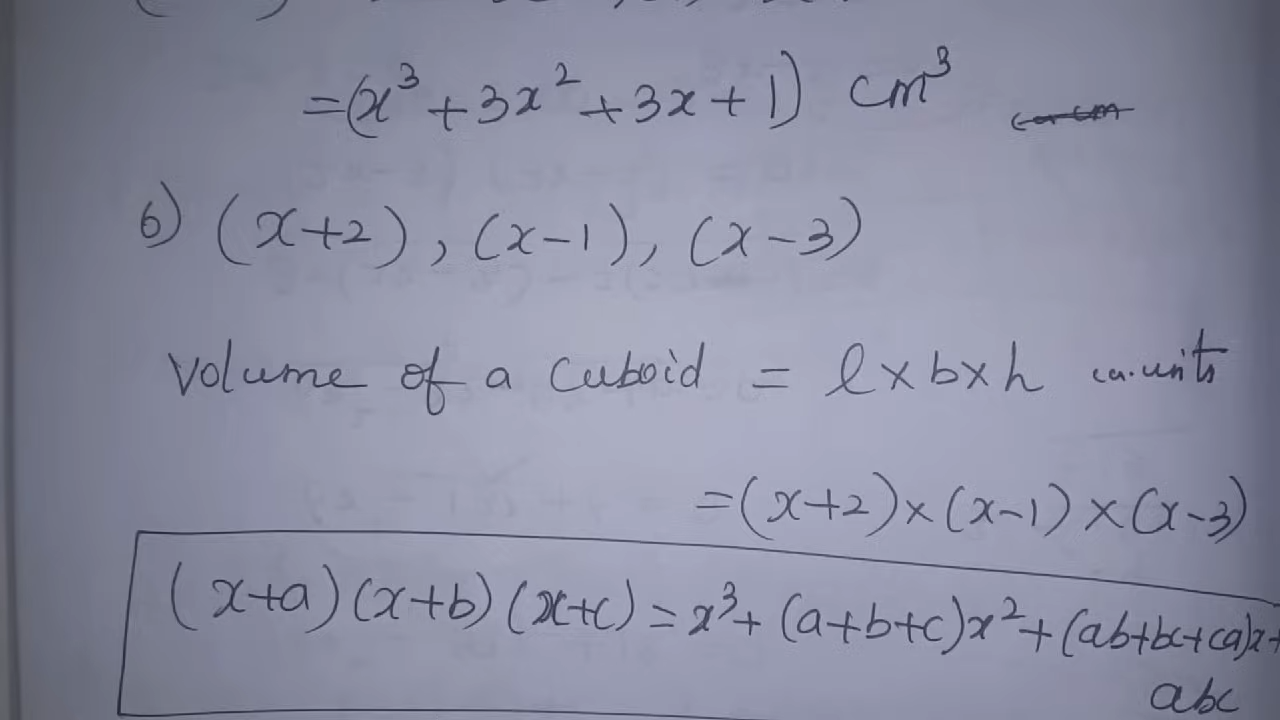 =(x³+3x²+3x+1) cm³
6) (x+2), (x-1), (x-3)
Volume of a cuboid = l×b×h cu.units
=(x+2)×(x-1)×(x-3)
(x+a)(x+b)(x+c)=x³+(a+b+c)x²+(ab+bc+ca)x+
abc